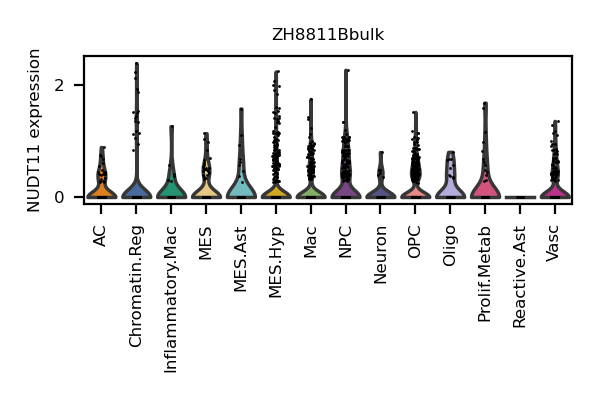 ZH8811Bbulk
NUDT11 expression
2
0
AC
Chromatin.Reg
Inflammatory.Mac
MES
MES.Ast
MES.Hyp
Mac
NPC
Neuron
OPC
Oligo
Prolif.Metab
Reactive.Ast
Vasc